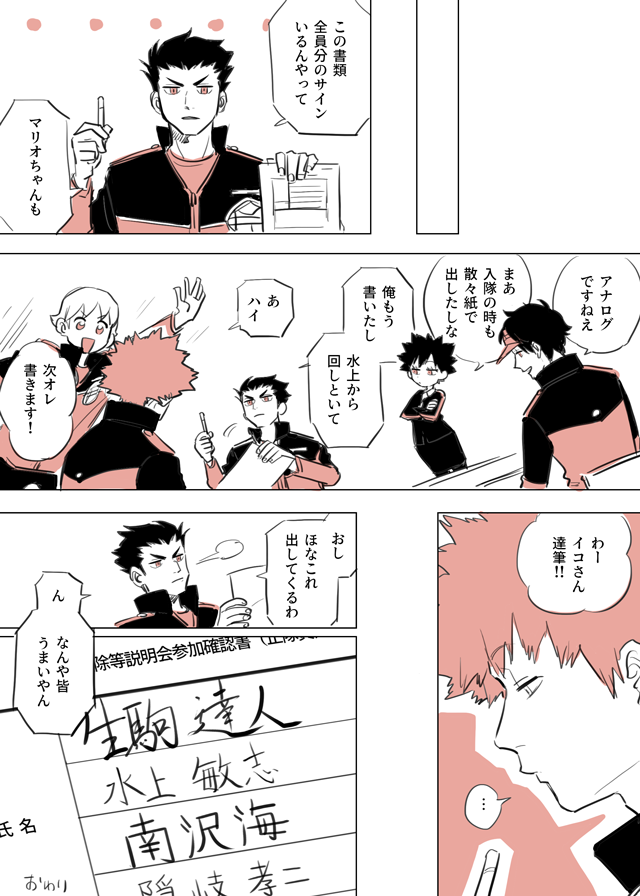 この書類
全員分のサイン
いるんやって
マリオちゃんも
アナログ
ですねえ
まあ
入隊の時も
散々紙で
出したしな
俺もう
書いたし
水上から
回しといて
あ
ハイ
次オレ
書きます!
わー
イコさん
達筆!!
…
おし
ほなこれ
出してくるわ
ん
なんや皆
うまいやん
除等説明会参加確認書
生駒達人
水上敏志
南沢海
隠岐孝二
氏名
おわり